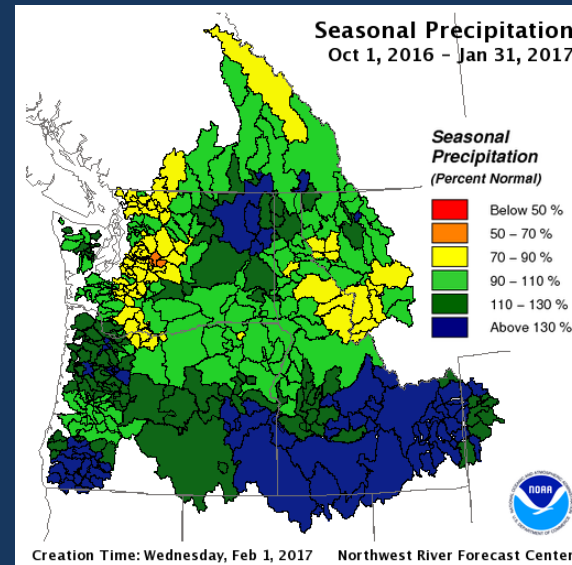 Seasonal Precipitation
Oct 1, 2016 – Jan 31, 2017
Seasonal
Precipitation
(Percent Normal)
Below 50 %
50 – 70 %
70 – 90 %
90 – 110 %
110 – 130 %
Above 130 %
NOAA
Creation Time: Wednesday, Feb 1, 2017 Northwest River Forecast Center